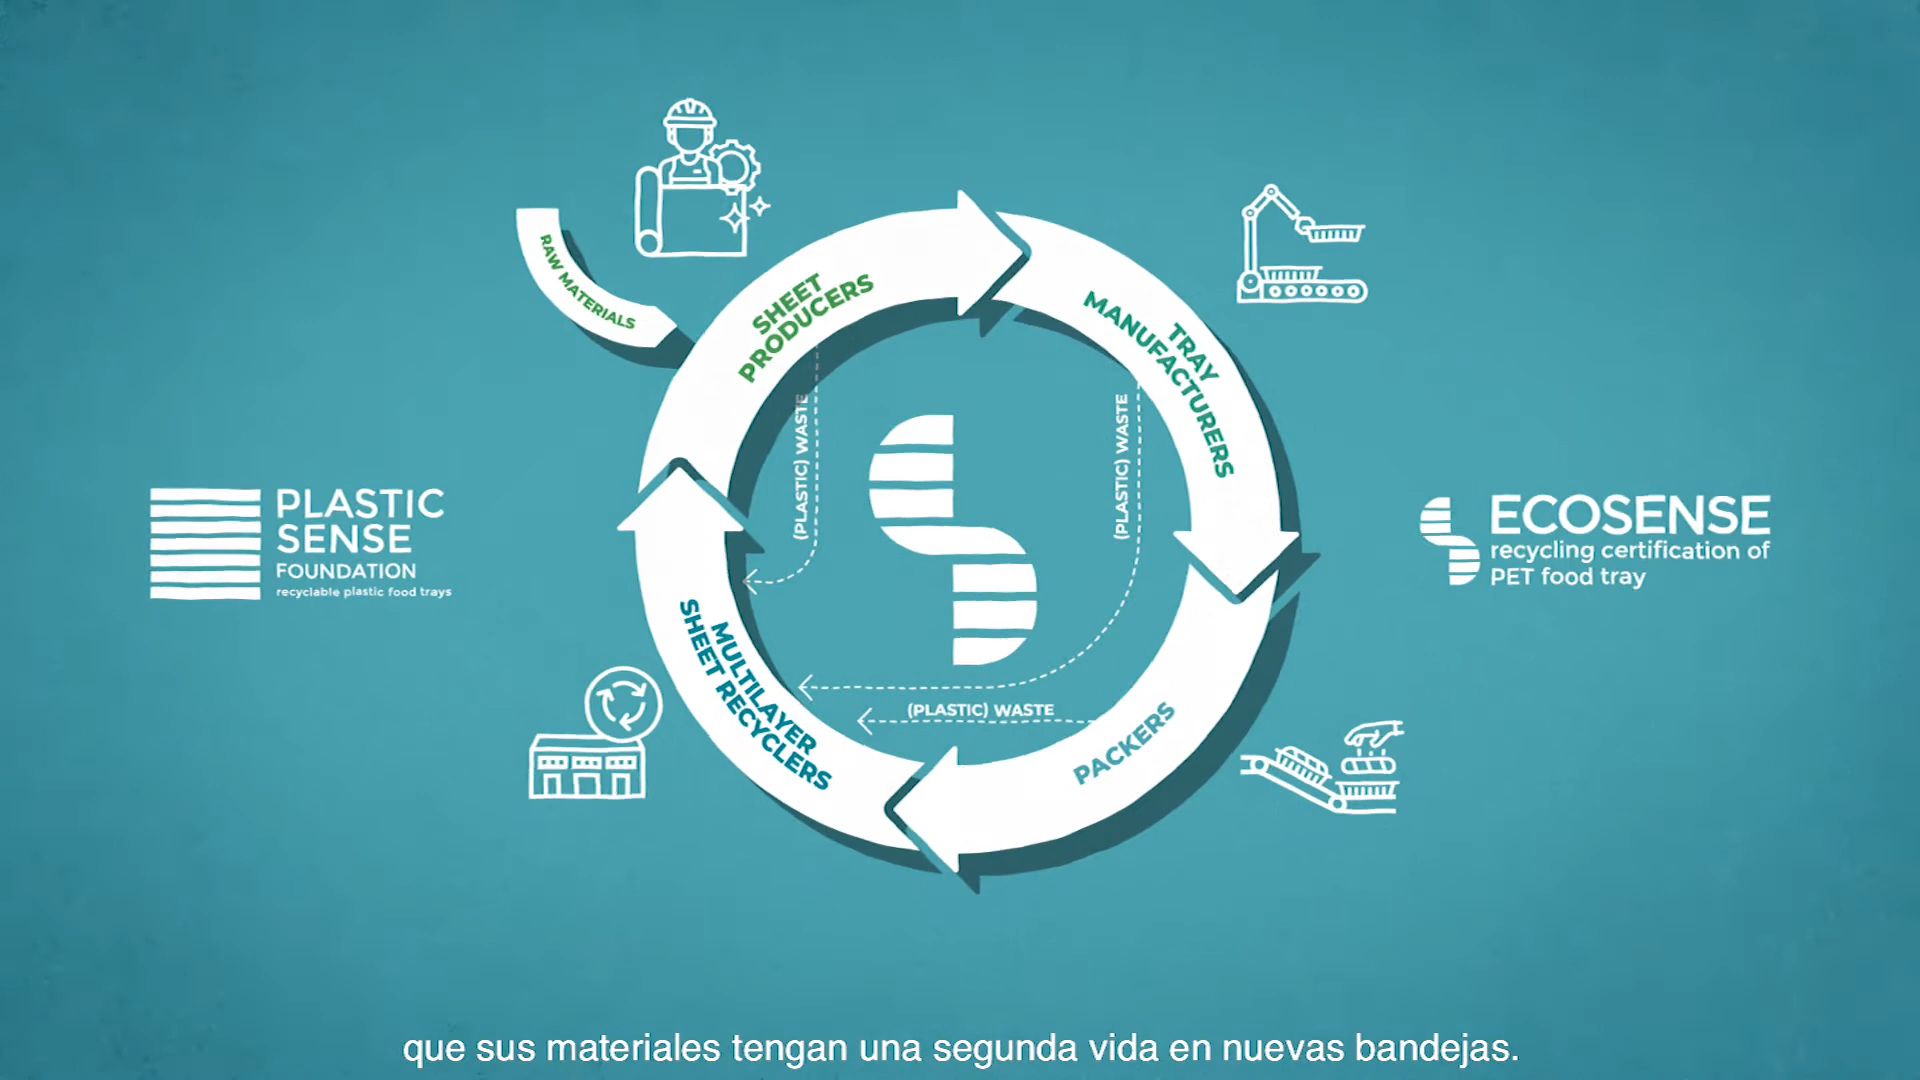 RAW MATERIALS
SHEET
PRODUCERS
TRAY
MANUFACTURERS
(PLASTIC) WASTE
(PLASTIC) WASTE
PLASTIC
SENSE
FOUNDATION
recyclable plastic food trays
ECOSENSE
recycling certification of
PET food tray
MULTILAYER
SHEET RECYCLERS
(PLASTIC) WASTE
PACKERS
que sus materiales tengan una segunda vida en nuevas bandejas.